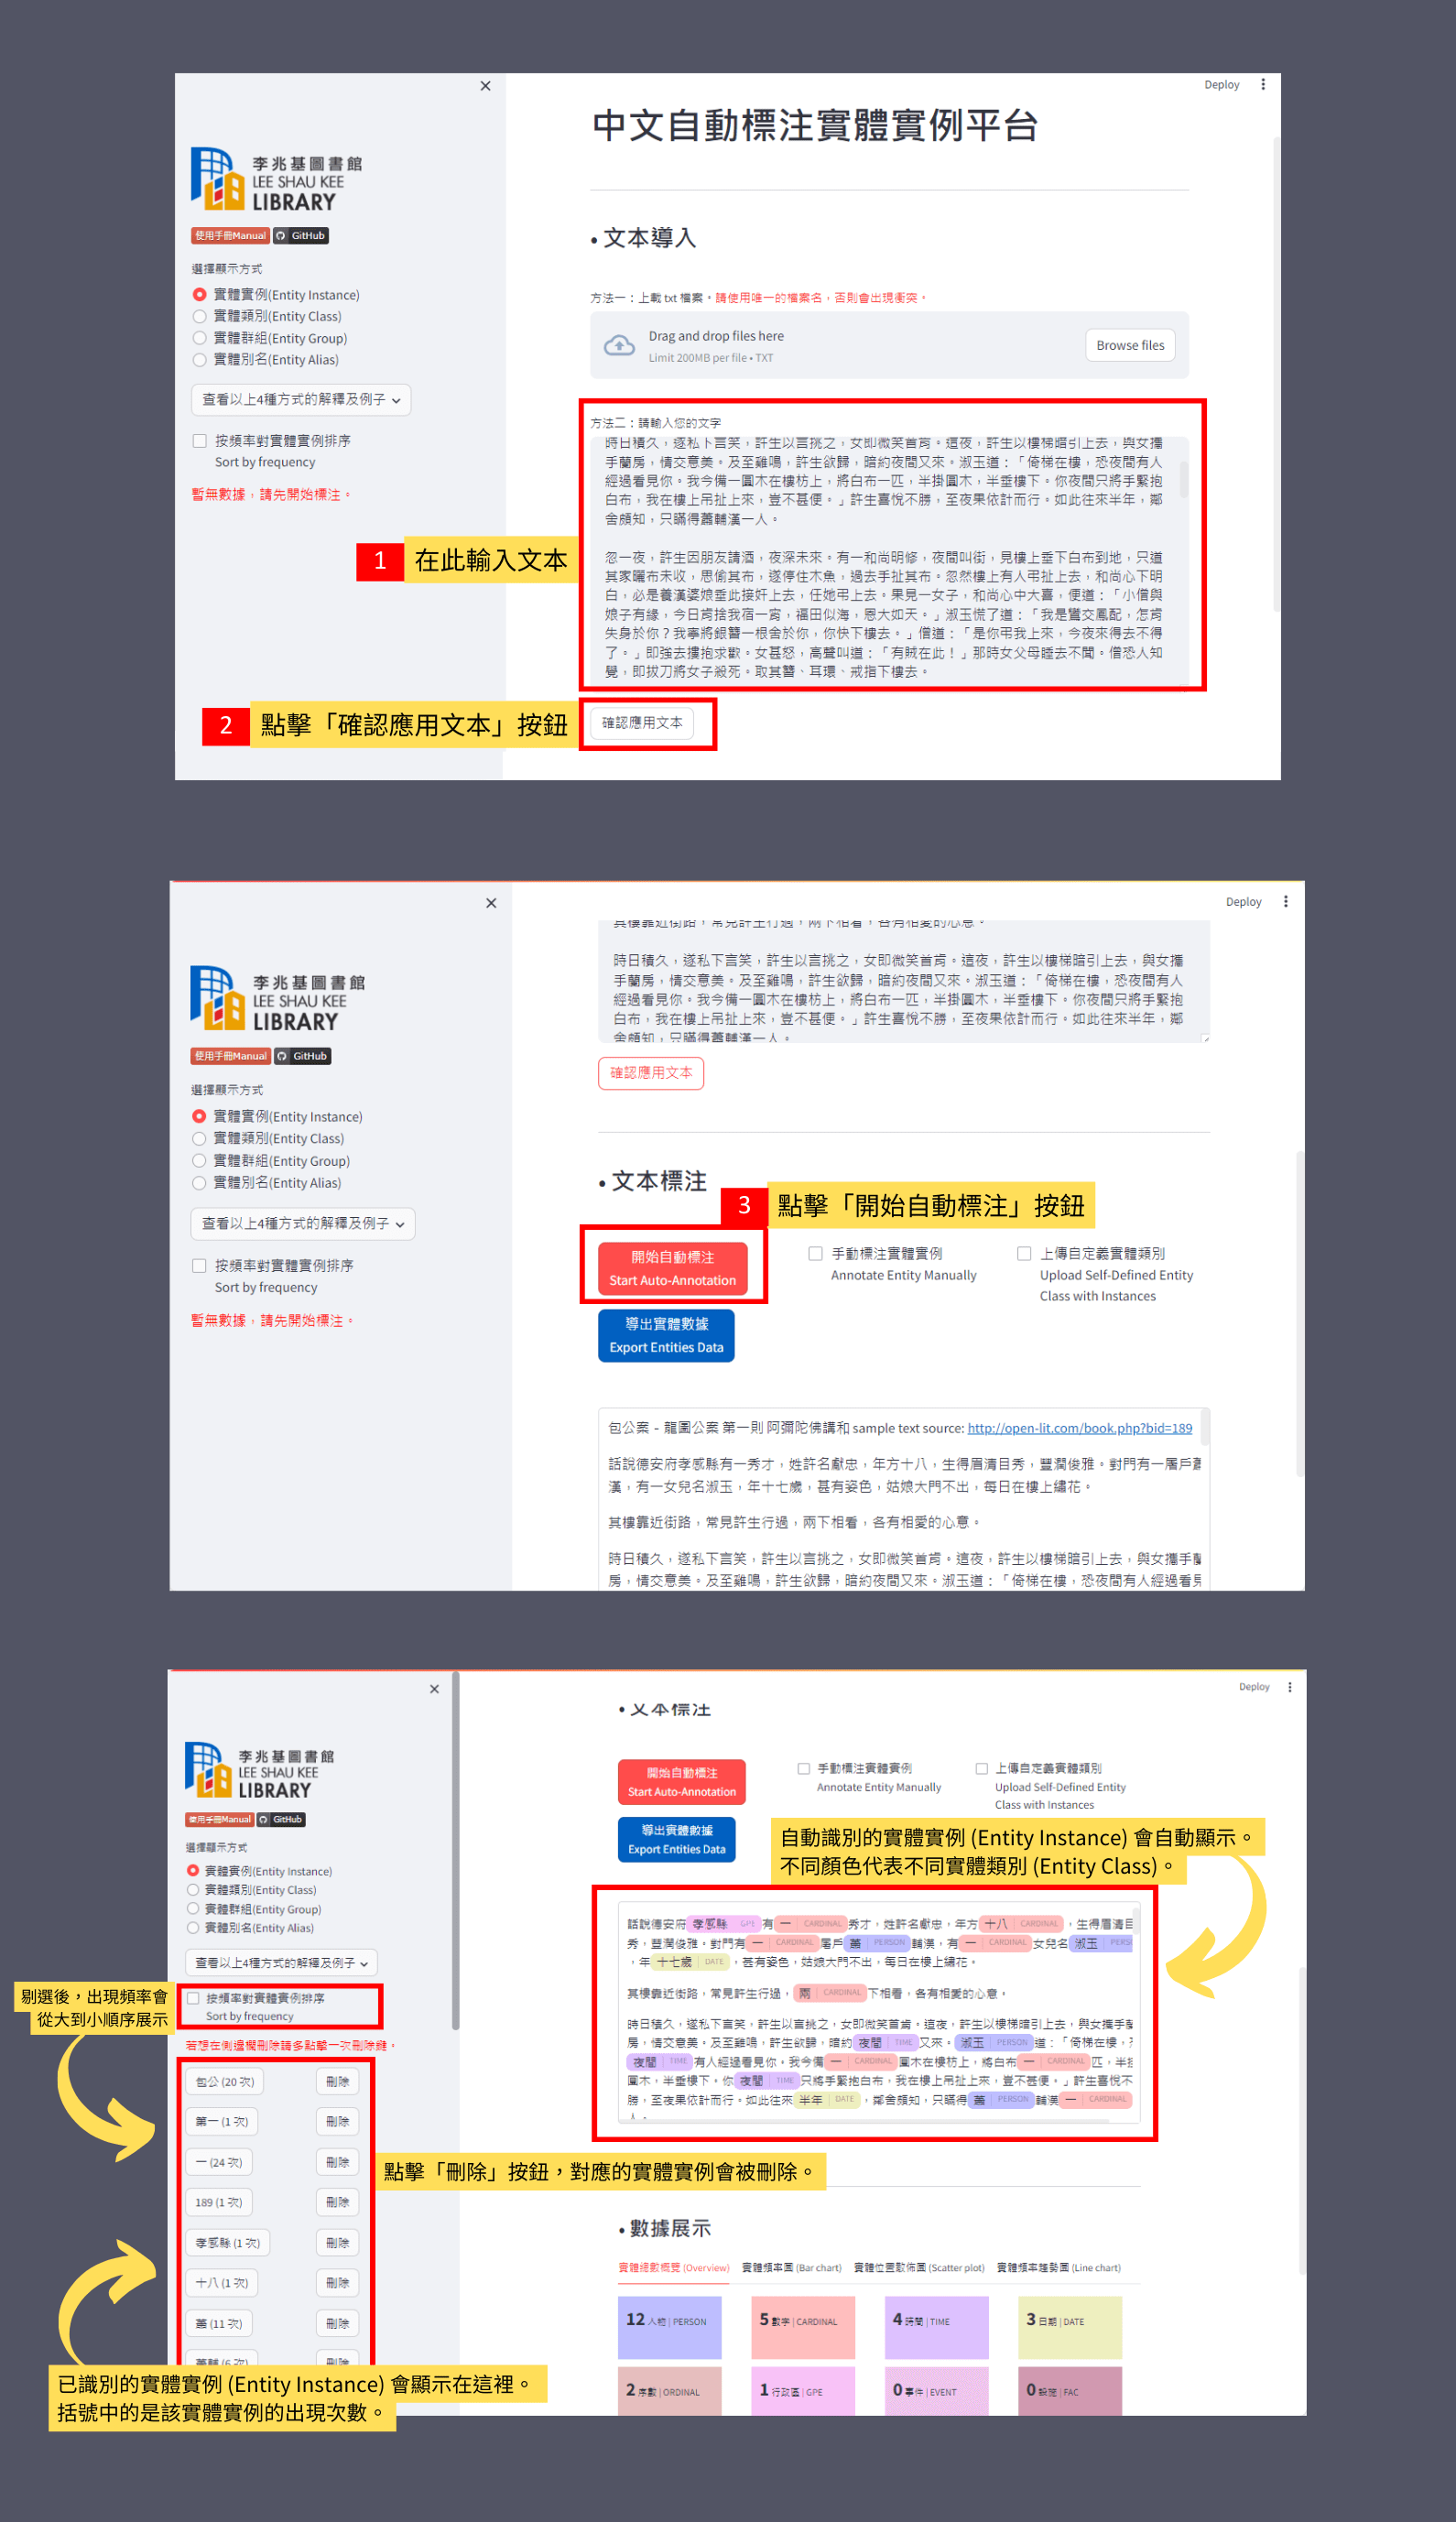 Deploy
中文自動標注實體實例平台
李兆基圖書館
LEE SHAU KEE
LIBRARY
使用手冊Manual GitHub
選擇顯示方式
實體實例(Entity Instance)
實體類別(Entity Class)
實體群組(Entity Group)
實體別名(Entity Alias)
查看以上4種方式的解釋及例子
按頻率對實體實例排序
Sort by frequency
暫無數據，請先開始標注。
• 文本導入
方法一：上載 txt 檔案，請使用唯一的檔案名，否則會出現衝突。
Drag and drop files here
Limit 200MB per file • TXT
Browse files
方法二：請輸入您的文字
時日積久，遂私下言笑，許生以言挑之，女即微笑首肯。這夜，許生以樓梯暗引上去，與女攜
手蘭房，情交意美。及至雞鳴，許生欲歸，暗約夜間又來。淑玉道：「倚梯在樓，恐夜間有人
經過看見你。我今備一圓木在樓枋上，將白布一匹，半掛圓木，半垂樓下。你夜間只將手緊抱
白布，我在樓上吊扯上來，豈不甚便。」許生喜悅不勝，至夜果依計而行。如此往來半年，鄰
舍頗知，只瞞得蕭輔漢一人。
忽一夜，許生因朋友請酒，夜深未來。有一和尚明修，夜間叫街，見樓上垂下白布到地，只道
其家曬布未收，思偷其布，遂停住木魚，過去手扯其布。忽然樓上有人弔扯上去，和尚心下明
白，必是養漢婆娘垂此接奸上去，任她弔上去。果見一女子，和尚心中大喜，便道：「小僧與
娘子有緣，今日肯捨我宿一宵，福田似海，恩大如天。」淑玉慌了道：「我是鸞交鳳配，怎肯
失身於你？我寧將銀簪一根舍於你，你快下樓去。」僧道：「是你弔我上來，今夜來得去不得
了。」即強去摟抱求歡。女甚怒，高聲叫道：「有賊在此！」那時女父母睡去不聞。僧恐人知
覺，即拔刀將女子殺死。取其簪、耳環、戒指下樓去。
1 在此輸入文本
2 點擊「確認應用文本」按鈕
確認應用文本
Deploy
李兆基圖書館
LEE SHAU KEE
LIBRARY
使用手冊Manual GitHub
選擇顯示方式
實體實例(Entity Instance)
實體類別(Entity Class)
實體群組(Entity Group)
實體別名(Entity Alias)
查看以上4種方式的解釋及例子
按頻率對實體實例排序
Sort by frequency
暫無數據，請先開始標注。
其樓靠近街路，常見許生行過，兩下相看，各有相愛的心意。
時日積久，遂私下言笑，許生以言挑之，女即微笑首肯。這夜，許生以樓梯暗引上去，與女攜
手蘭房，情交意美。及至雞鳴，許生欲歸，暗約夜間又來。淑玉道：「倚梯在樓，恐夜間有人
經過看見你。我今備一圓木在樓枋上，將白布一匹，半掛圓木，半垂樓下。你夜間只將手緊抱
白布，我在樓上吊扯上來，豈不甚便。」許生喜悅不勝，至夜果依計而行。如此往來半年，鄰
舍頗知，只瞞得蕭輔漢一人。
確認應用文本
• 文本標注
3 點擊「開始自動標注」按鈕
開始自動標注
Start Auto-Annotation
手動標注實體實例
Annotate Entity Manually
上傳自定義實體類別
Upload Self-Defined Entity
Class with Instances
導出實體數據
Export Entities Data
包公案 - 龍圖公案 第一則 阿彌陀佛講和 sample text source: http://open-lit.com/book.php?bid=189
話說德安府孝感縣有一秀才，姓許名獻忠，年方十八，生得眉清目秀，豐潤俊雅。對門有一屠戶蕭
漢，有一女兒名淑玉，年十七歲，甚有姿色，姑娘大門不出，每日在樓上繡花。
其樓靠近街路，常見許生行過，兩下相看，各有相愛的心意。
時日積久，遂私下言笑，許生以言挑之，女即微笑首肯。這夜，許生以樓梯暗引上去，與女攜手蘭
房，情交意美。及至雞鳴，許生欲歸，暗約夜間又來。淑玉道：「倚梯在樓，恐夜間有人經過看見
Deploy
李兆基圖書館
LEE SHAU KEE
LIBRARY
使用手冊Manual GitHub
選擇顯示方式
實體實例(Entity Instance)
實體類別(Entity Class)
實體群組(Entity Group)
實體別名(Entity Alias)
查看以上4種方式的解釋及例子
按頻率對實體實例排序
Sort by frequency
若想在側邊欄刪除請多點擊一次刪除鍵。
剔選後，出現頻率會
從大到小順序展示
包公 (20 次) 刪除
第一 (1 次) 刪除
一 (24 次) 刪除
189 (1 次) 刪除
孝感縣 (1 次) 刪除
十八 (1 次) 刪除
蕭 (11 次) 刪除
蕭輔 (6 次) 刪除
點擊「刪除」按鈕，對應的實體實例會被刪除。
已識別的實體實例 (Entity Instance) 會顯示在這裡。
括號中的是該實體實例的出現次數。
• 文本標注
開始自動標注
Start Auto-Annotation
手動標注實體實例
Annotate Entity Manually
上傳自定義實體類別
Upload Self-Defined Entity
Class with Instances
導出實體數據
Export Entities Data
自動識別的實體實例 (Entity Instance) 會自動顯示。
不同顏色代表不同實體類別 (Entity Class)。
話說德安府 孝感縣 GPE 有 一 CARDINAL 秀才，姓許名獻忠，年方 十八 CARDINAL ，生得眉清目
秀，豐潤俊雅。對門有 一 CARDINAL 屠戶 蕭 PERSON 輔漢，有 一 CARDINAL 女兒名 淑玉 PERS
，年 十七歲 DATE ，甚有姿色，姑娘大門不出，每日在樓上繡花。
其樓靠近街路，常見許生行過， 兩 CARDINAL 下相看，各有相愛的心意。
時日積久，遂私下言笑，許生以言挑之，女即微笑首肯。這夜，許生以樓梯暗引上去，與女攜手蘭
房，情交意美。及至雞鳴，許生欲歸，暗約 夜間 TIME 又來。 淑玉 PERSON 道：「倚梯在樓，
夜間 TIME 有人經過看見你。我今備 一 CARDINAL 圓木在樓枋上，將白布 一 CARDINAL 匹，半掛
圓木，半垂樓下。你 夜間 TIME 只將手緊抱白布，我在樓上吊扯上來，豈不甚便。」許生喜悅不
勝，至夜果依計而行。如此往來 半年 DATE ，鄰舍頗知，只瞞得 蕭 PERSON 輔漢 一 CARDINAL
人。
• 數據展示
實體總數概覽 (Overview) 實體頻率圖 (Bar chart) 實體位置散佈圖 (Scatter plot) 實體頻率趨勢圖 (Line chart)
12 人物 | PERSON 5 數字 | CARDINAL 4 時間 | TIME 3 日期 | DATE
2 序數 | ORDINAL 1 行政區 | GPE 0 事件 | EVENT 0 設施 | FAC